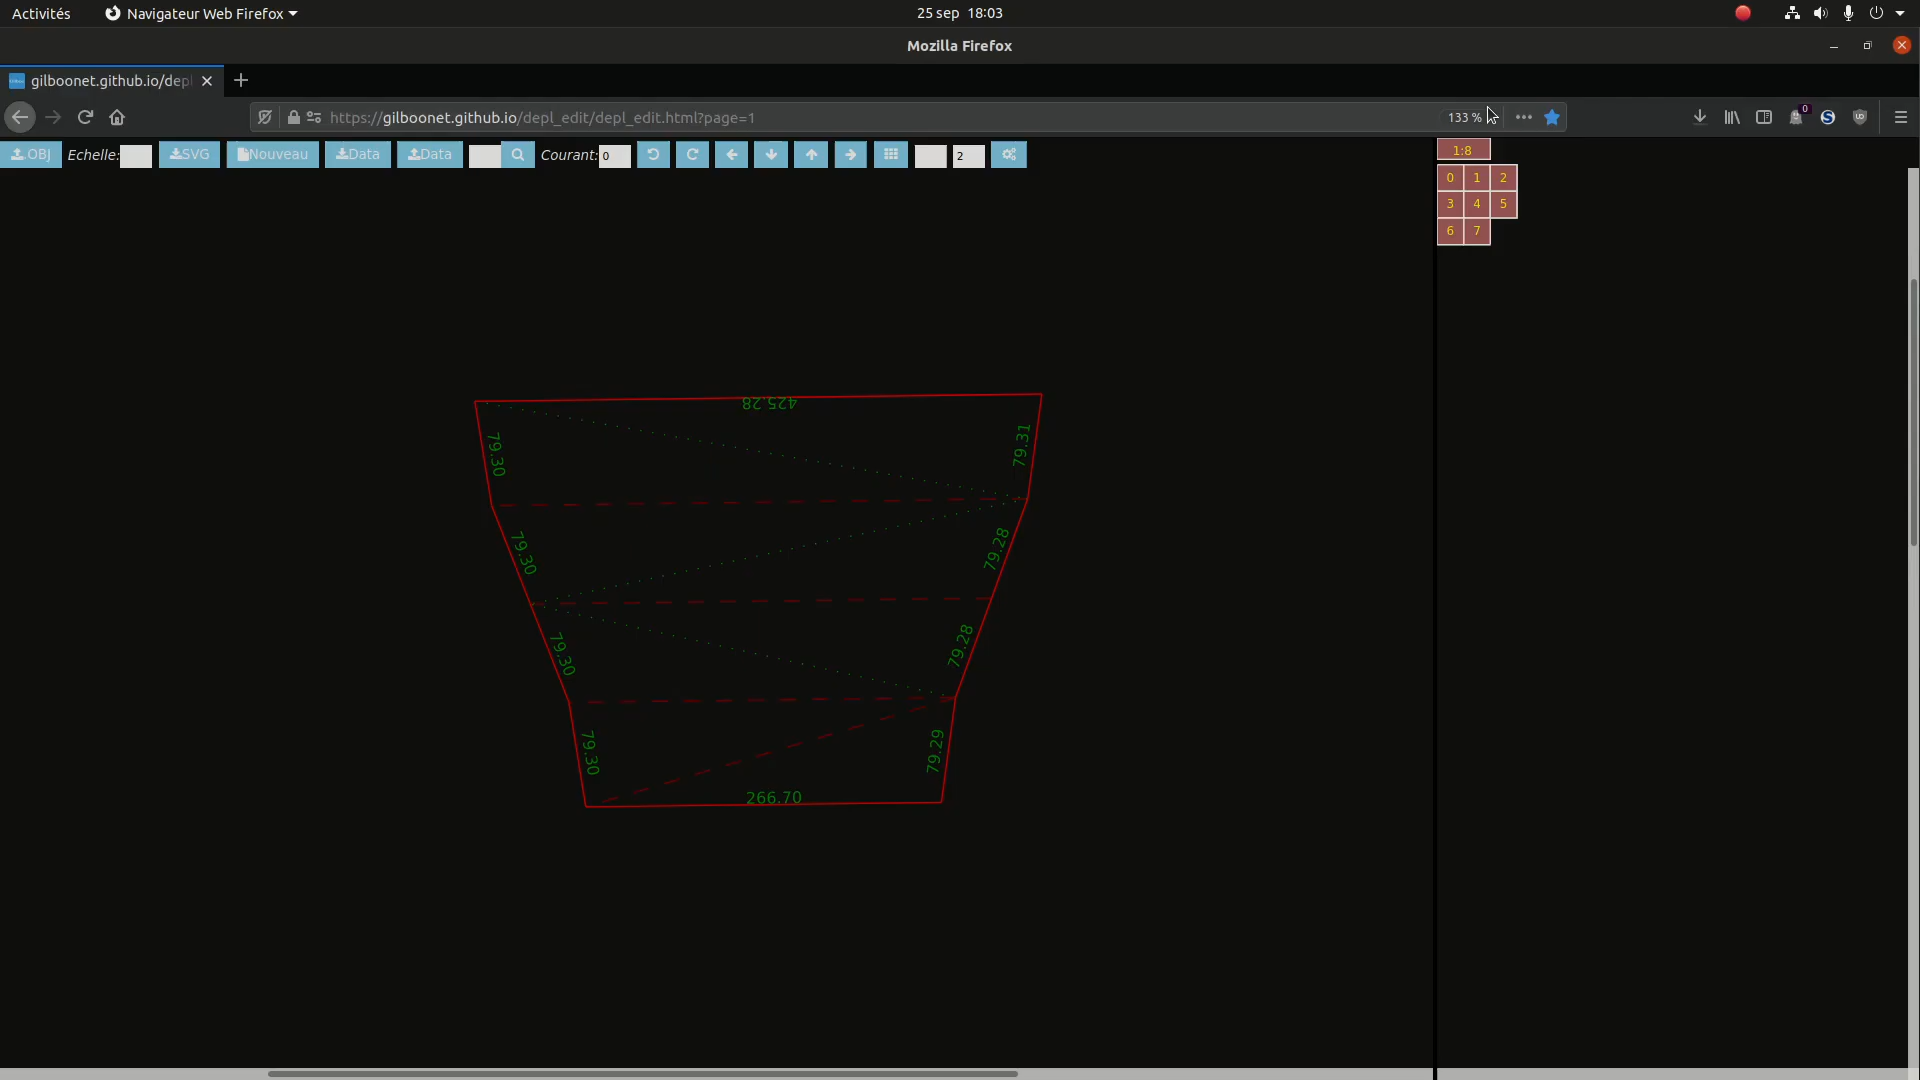 Activités
Navigateur Web Firefox
25 sep 18:03
Mozilla Firefox
gilboonet.github.io/depl
https://gilboonet.github.io/depl_edit/depl_edit.html?page=1
133 %
0
OBJ Echelle: SVG Nouveau Data Data Courant: 0 2
1:8
0 1 2
3 4 5
6 7
425.28
79.30
79.31
79.30
79.28
79.30
79.28
79.30
79.29
266.70